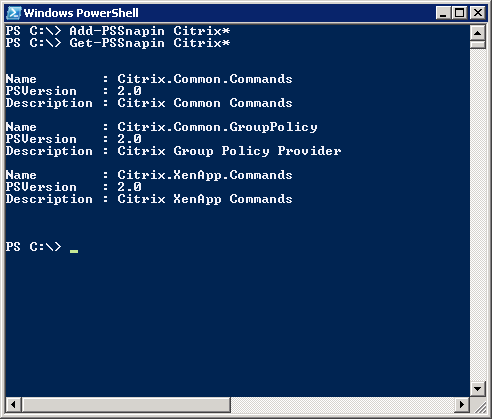 Windows PowerShell
PS C:\> Add-PSSnapin Citrix*
PS C:\> Get-PSSnapin Citrix*
Name        : Citrix.Common.Commands
PSVersion   : 2.0
Description : Citrix Common Commands
Name        : Citrix.Common.GroupPolicy
PSVersion   : 2.0
Description : Citrix Group Policy Provider
Name        : Citrix.XenApp.Commands
PSVersion   : 2.0
Description : Citrix XenApp Commands
PS C:\> _